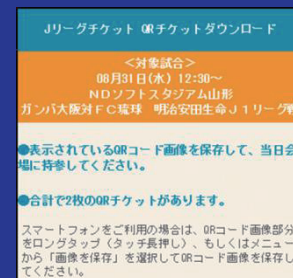 Jリーグチケット QRチケットダウンロード
＜対象試合＞
08月31日(水) 12:30～
NDソフトスタジアム山形
ガンバ大阪対FC琉球 明治安田生命J1リーグ戦
●表示されているQRコード画像を保存して、当日会
場に持参してください。
●合計で2枚のQRチケットがあります。
スマートフォンをご利用の場合は、QRコード画像部分
をロングタップ（タッチ長押し）、もしくはメニュー
から「画像を保存」を選択してQRコード画像を保存し
てください。